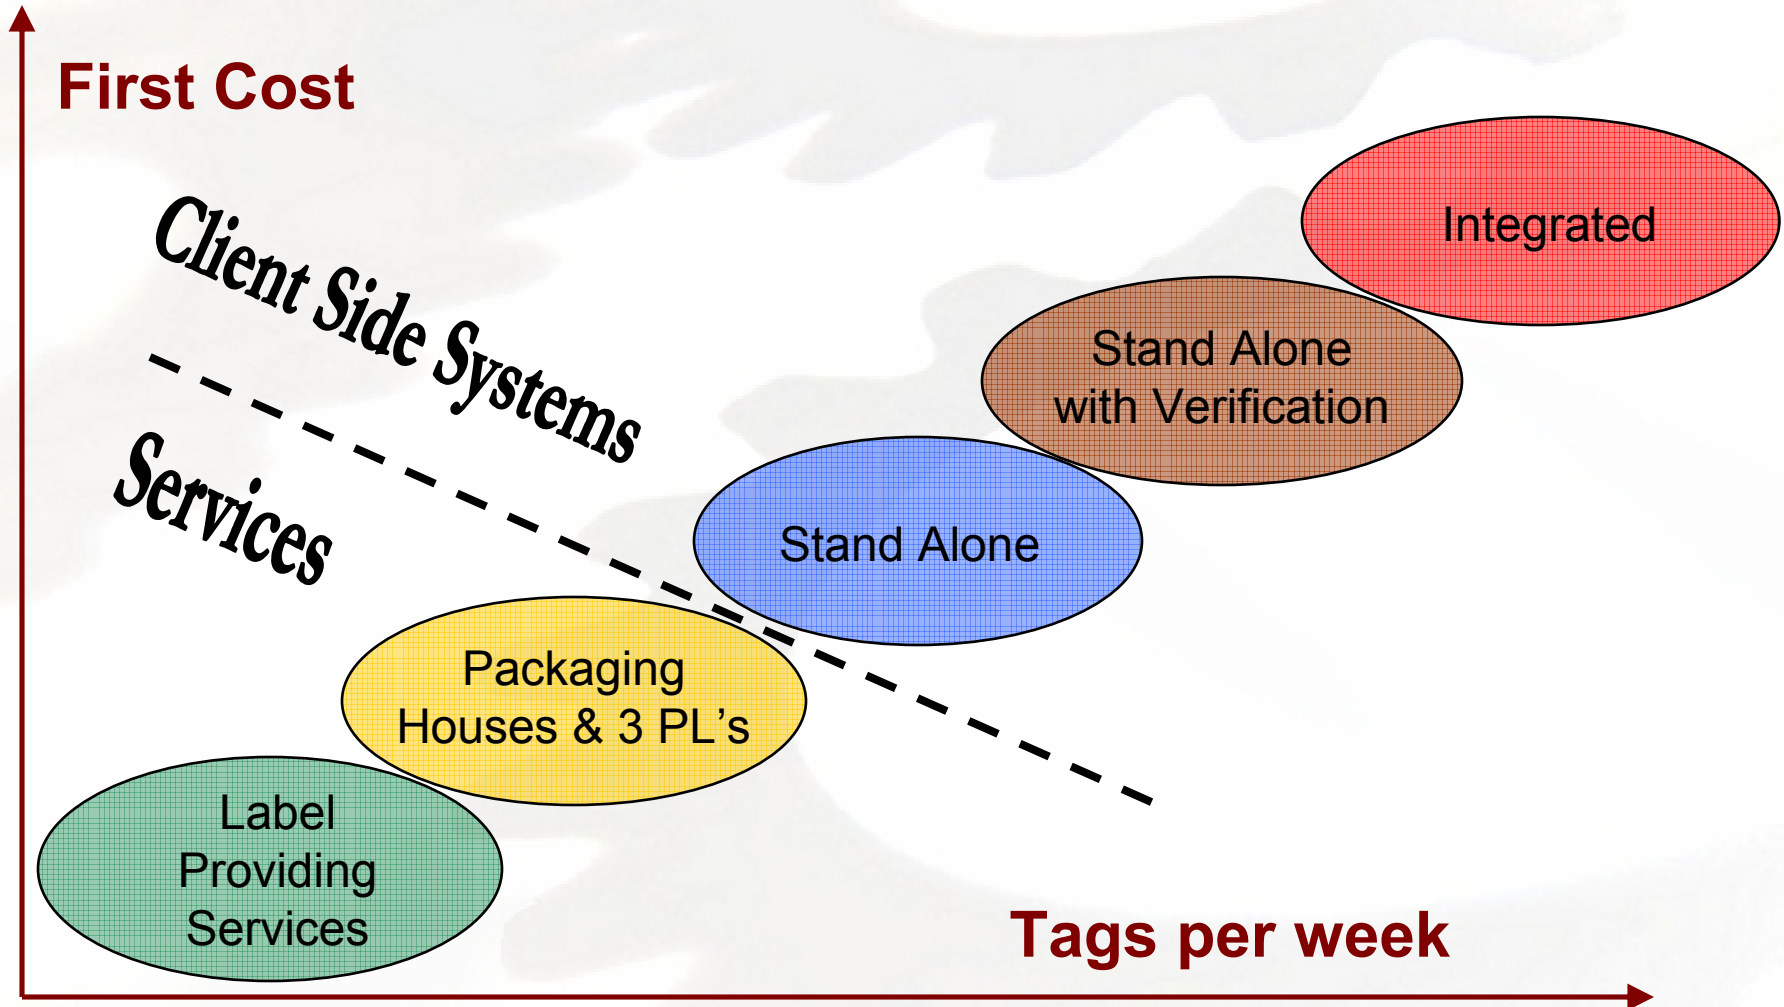 First Cost
Client Side Systems
Services
Integrated
Stand Alone
with Verification
Stand Alone
Packaging
Houses & 3 PL’s
Label
Providing
Services
Tags per week